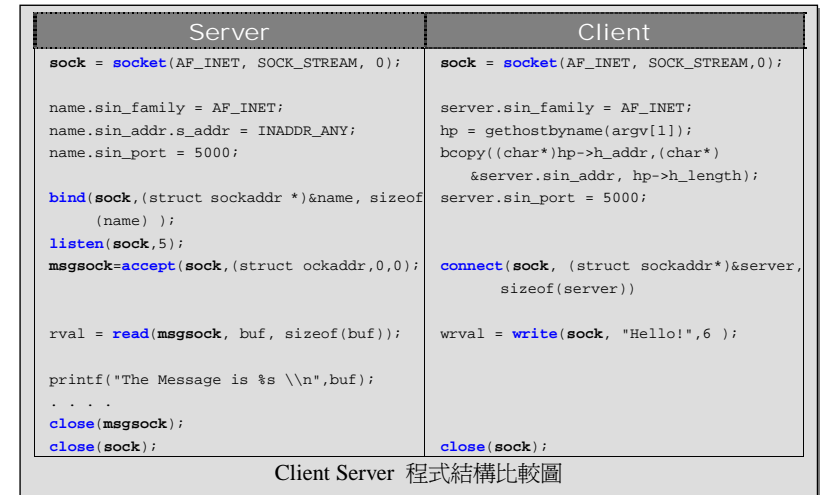 Server
sock = socket(AF_INET, SOCK_STREAM, 0);
name.sin_family = AF_INET;
name.sin_addr.s_addr = INADDR_ANY;
name.sin_port = 5000;
bind(sock,(struct sockaddr *)&name, sizeof
(name) );
listen(sock,5);
msgsock=accept(sock,(struct ockaddr,0,0);
rval = read(msgsock, buf, sizeof(buf));
printf("The Message is %s \\n",buf);
. . . .
close(msgsock);
close(sock);
Client
sock = socket(AF_INET, SOCK_STREAM,0);
server.sin_family = AF_INET;
hp = gethostbyname(argv[1]);
bcopy((char*)hp->h_addr,(char*)
&server.sin_addr, hp->h_length);
server.sin_port = 5000;
connect(sock, (struct sockaddr*)&server,
sizeof(server))
wrval = write(sock, "Hello!",6 );
close(sock);
Client Server 程式結構比較圖